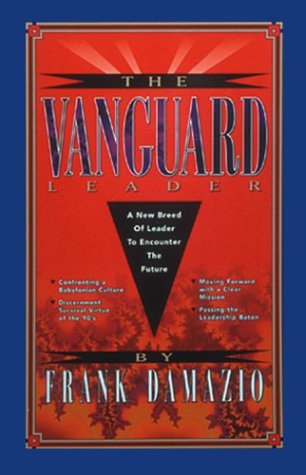 THE
VANGUARD
LEADER
A New Breed
Of Leader
To Encounter
The
Future
Confronting a
Babylonian Culture
Discernment
Survival Virtue
of the 90's
Moving Forward
with a Clear
Mission
Passing the
Leadership Baton
BY
FRANK DAMAZIO